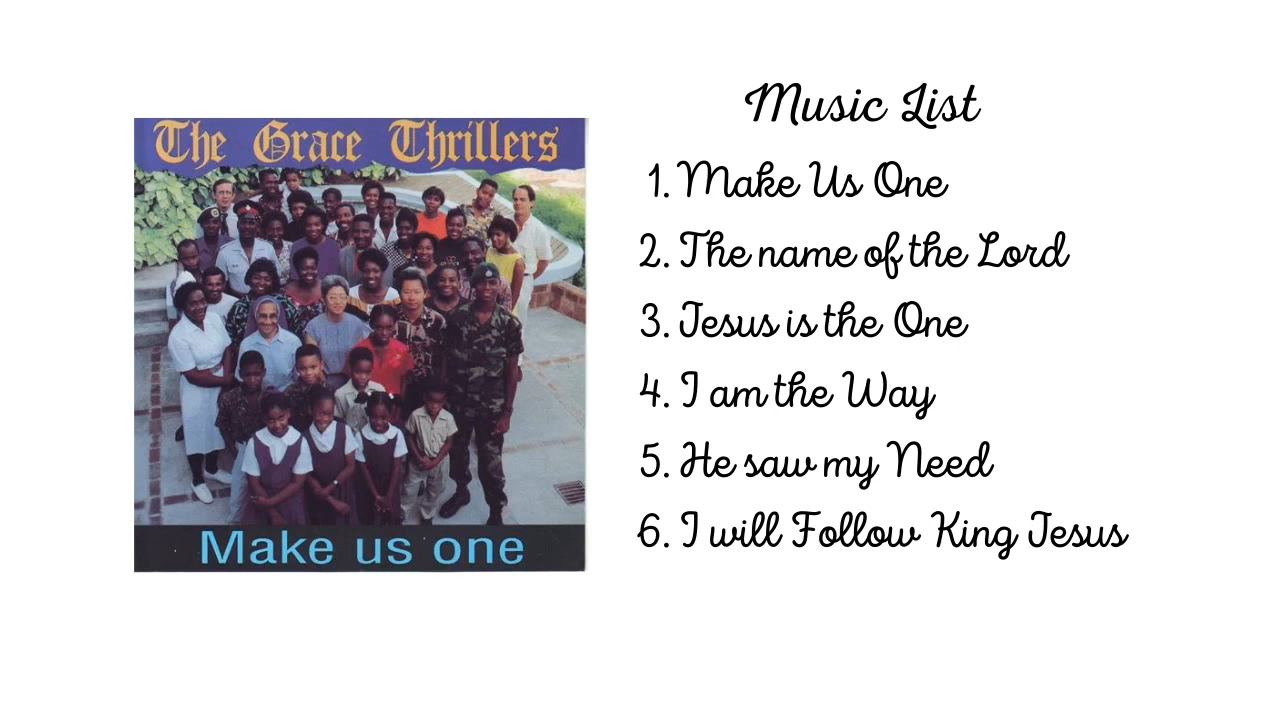 The Grace Thrillers
Make us one
Music List
1. Make Us One
2. The name of the Lord
3. Jesus is the One
4. I am the Way
5. He saw my Need
6. I will Follow King Jesus